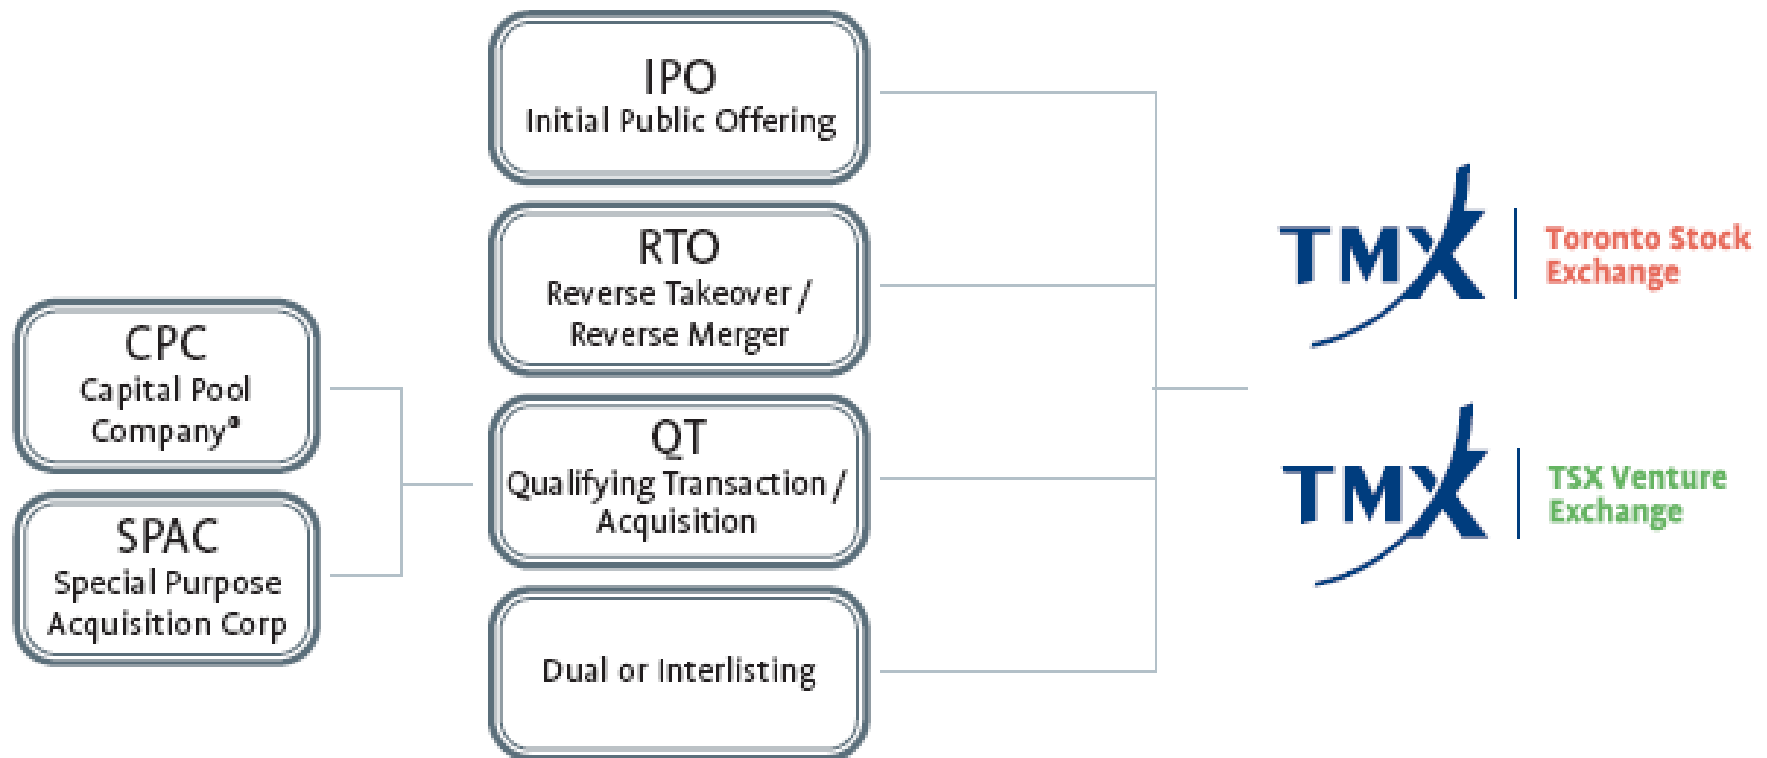 IPO
Initial Public Offering
RTO
Reverse Takeover /
Reverse Merger
CPC
Capital Pool
Company®
QT
Qualifying Transaction /
Acquisition
SPAC
Special Purpose
Acquisition Corp
Dual or Interlisting
TMX
Toronto Stock
Exchange
TMX
TSX Venture
Exchange